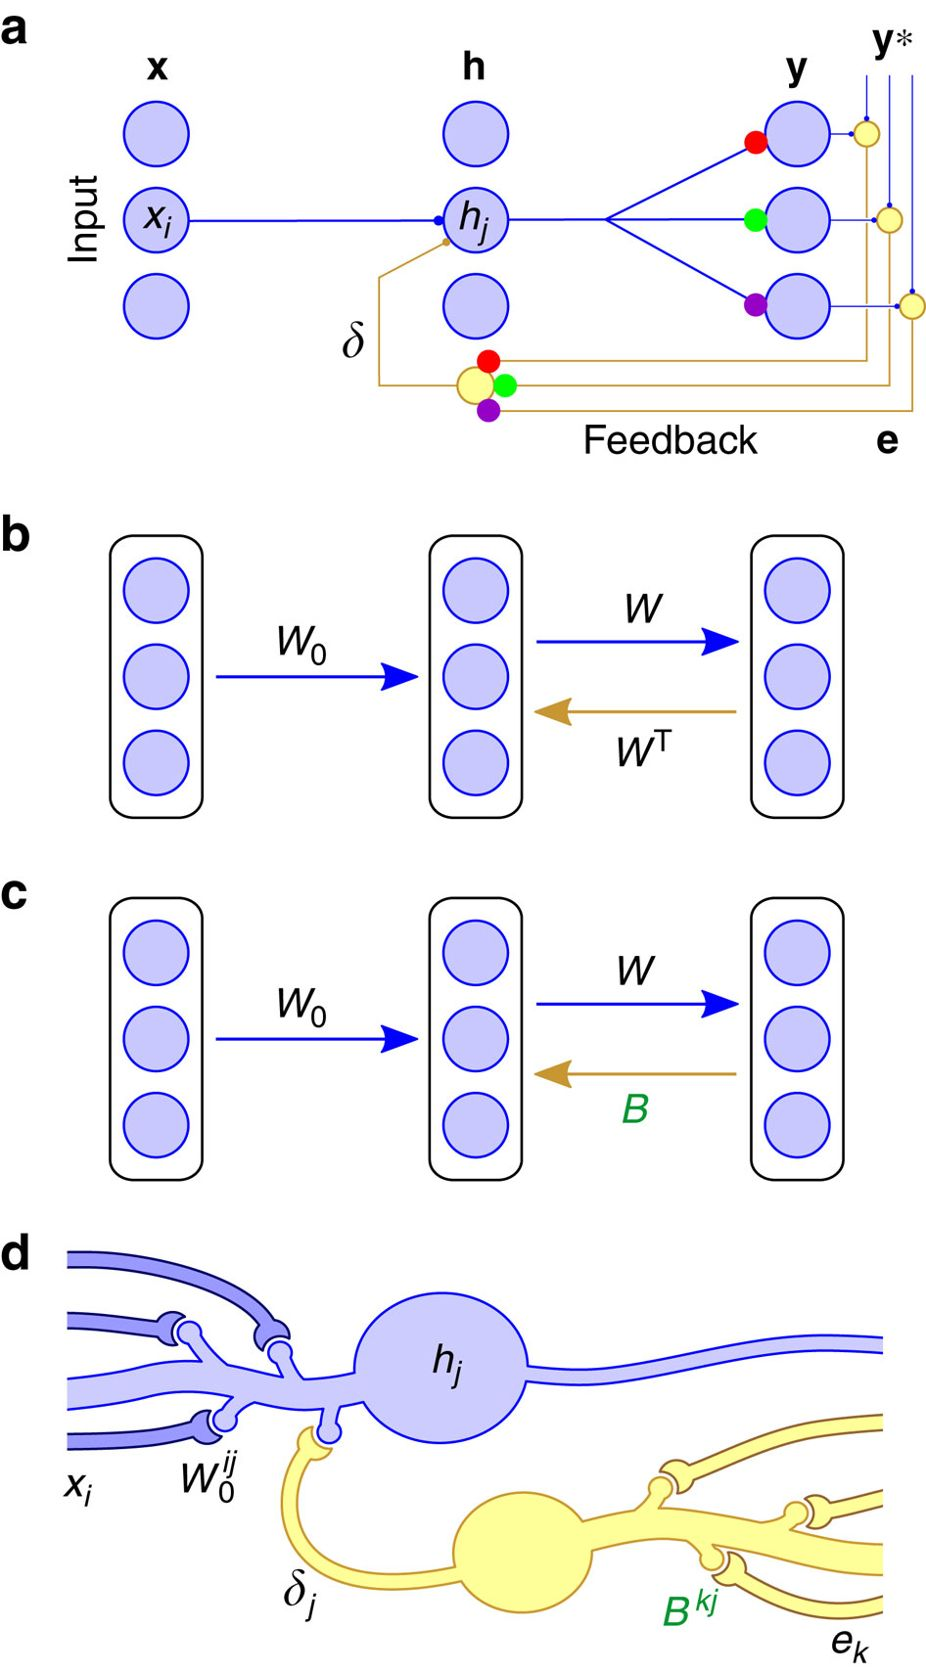 a
x h y y*
Input
xᵢ hⱼ
δ
Feedback e
b
W₀ W
Wᵀ
c
W₀ W
B
d
hⱼ
xᵢ W₀ⁱʲ
δⱼ
Bᵏʲ
eₖ